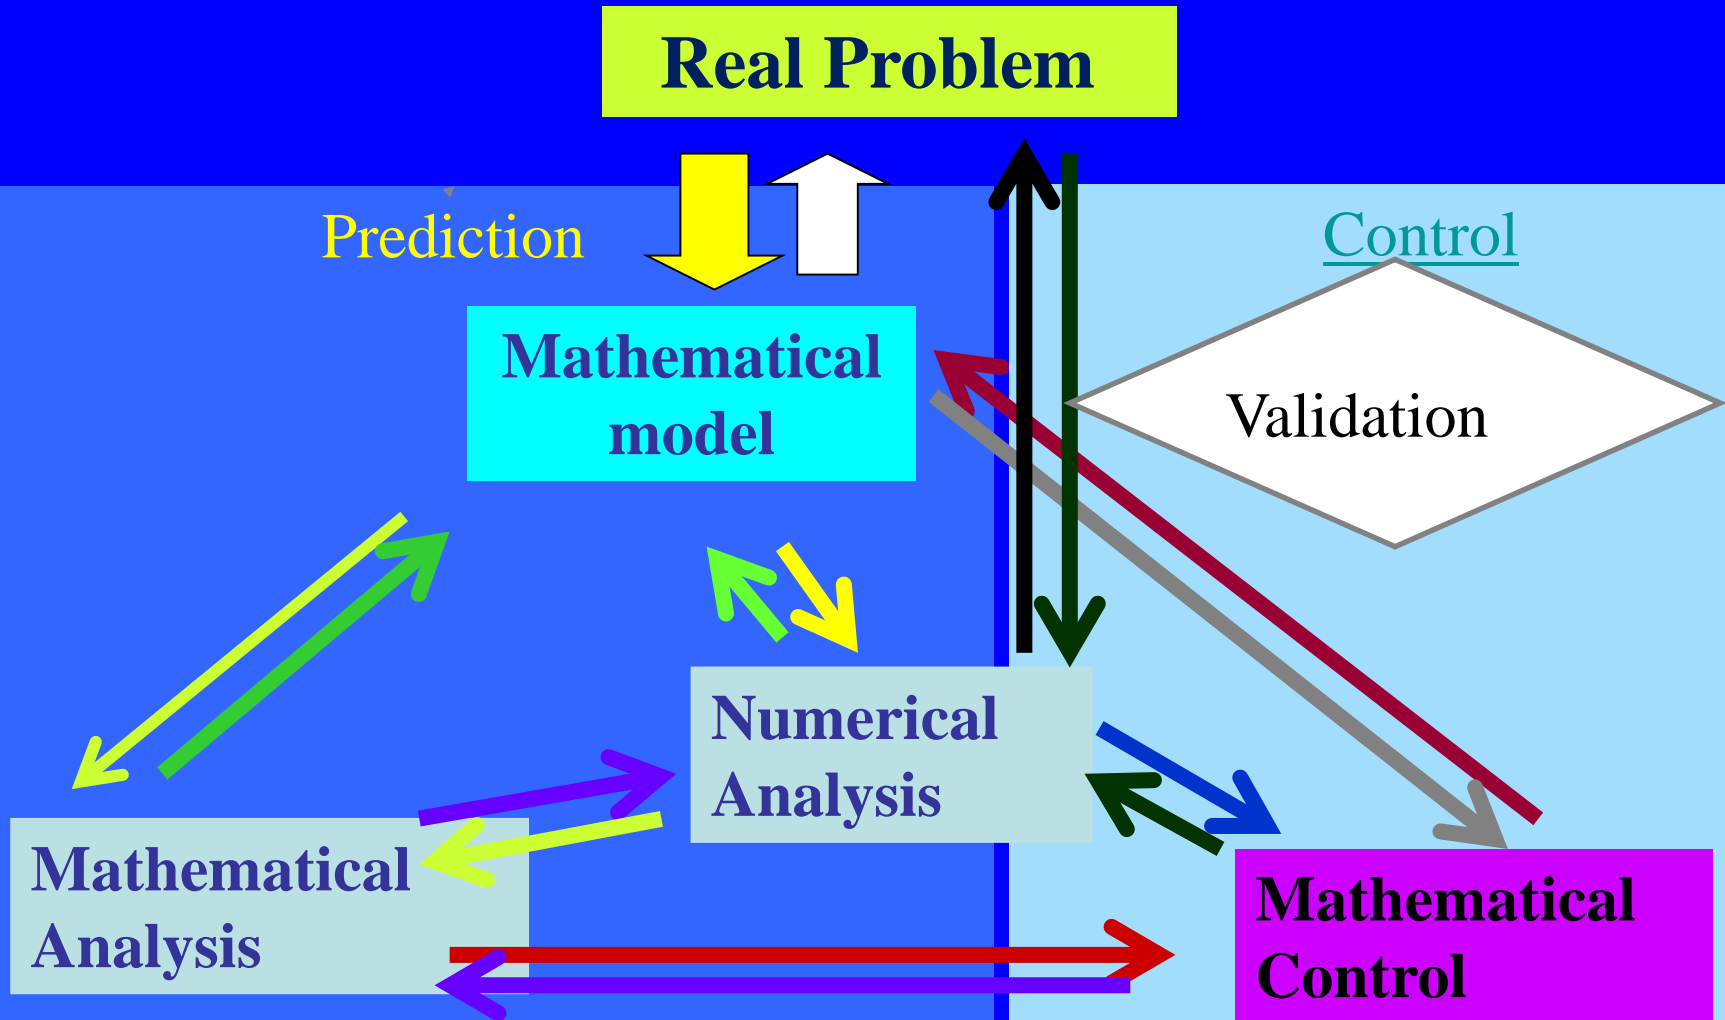 Real Problem
Prediction
Control
Mathematical
model
Validation
Numerical
Analysis
Mathematical
Analysis
Mathematical
Control